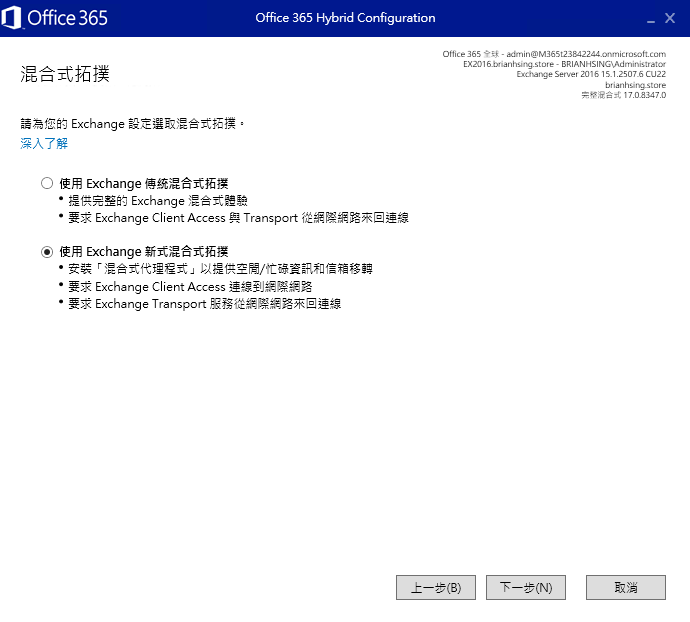 Office 365
Office 365 Hybrid Configuration
Office 365 全球 - admin@M365t23842244.onmicrosoft.com
EX2016.brianhsing.store - BRIANHSING\Administrator
Exchange Server 2016 15.1.2507.6 CU22
brianhsing.store
完整混合式 17.0.8347.0
混合式拓撲
請為您的 Exchange 設定選取混合式拓撲。
深入了解
使用 Exchange 傳統混合式拓撲
• 提供完整的 Exchange 混合式體驗
• 要求 Exchange Client Access 與 Transport 從網際網路來回連線
使用 Exchange 新式混合式拓撲
• 安裝「混合式代理程式」以提供空閒/忙碌資訊和信箱移轉
• 要求 Exchange Client Access 連線到網際網路
• 要求 Exchange Transport 服務從網際網路來回連線
上一步(B)
下一步(N)
取消